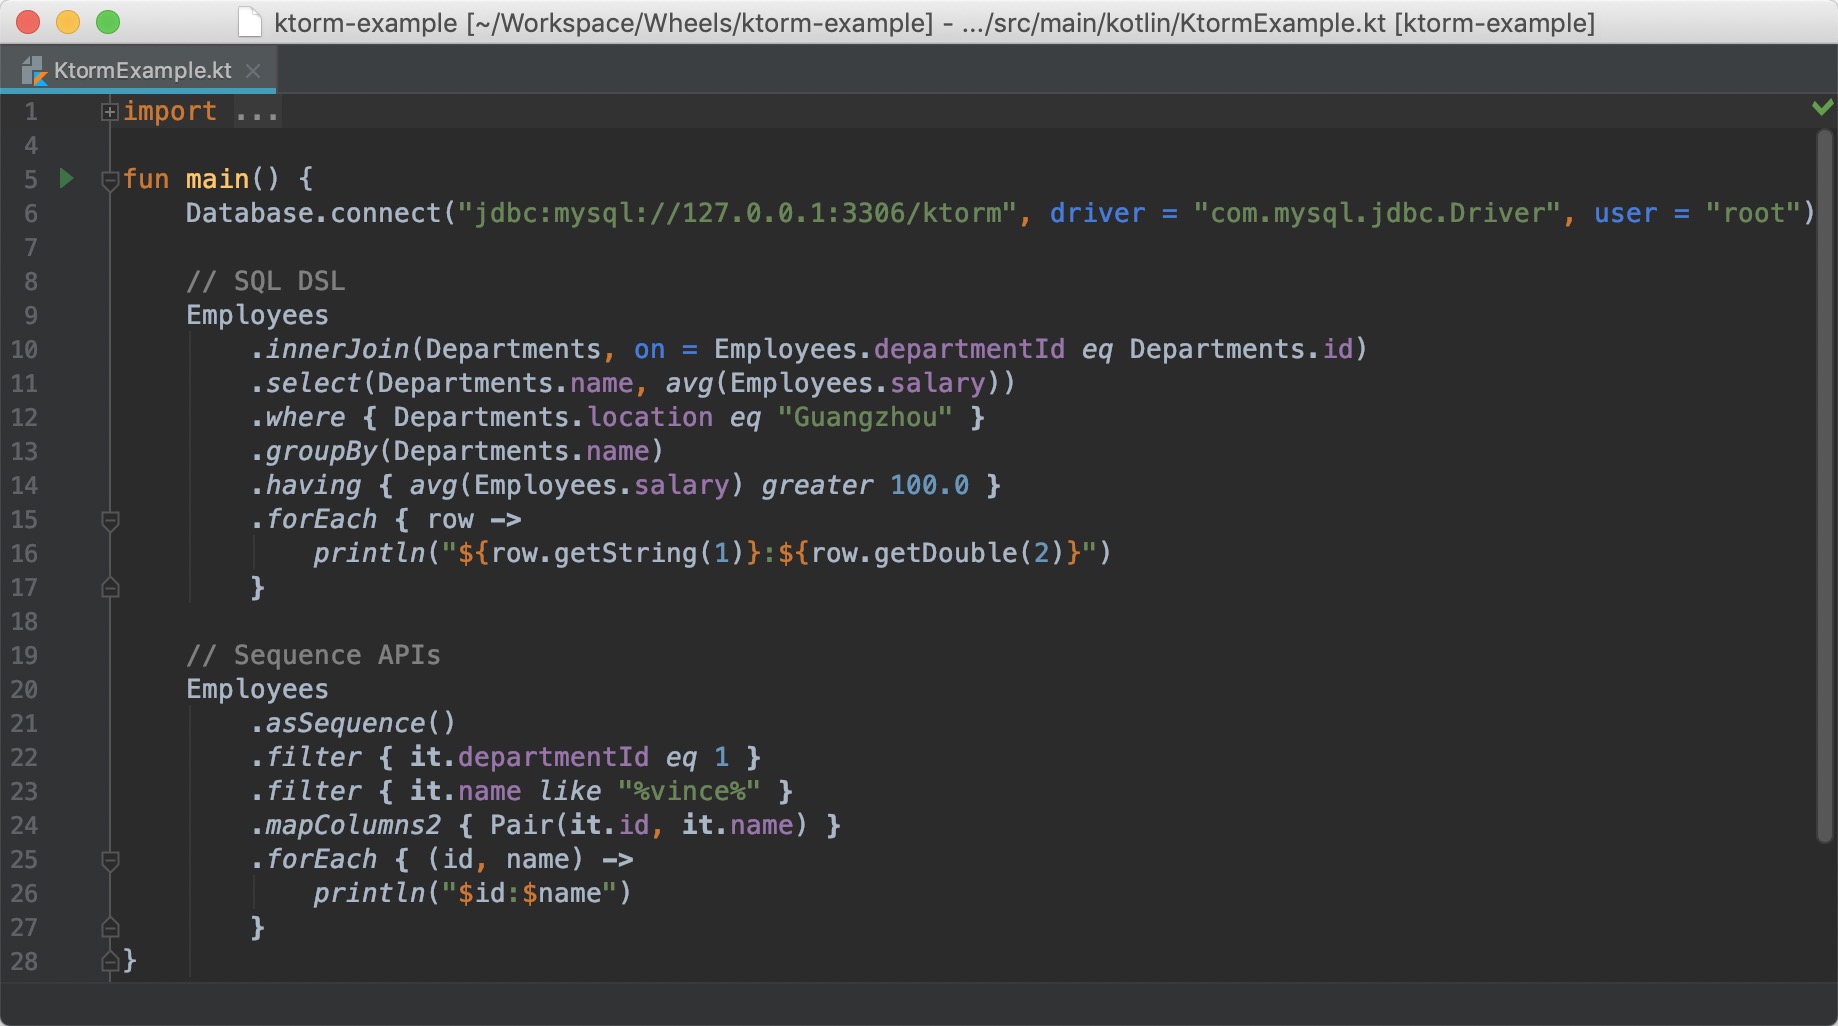 ktorm-example [~/Workspace/Wheels/ktorm-example] - .../src/main/kotlin/KtormExample.kt [ktorm-example]
KtormExample.kt
1 import ...
4
5 fun main() {
6     Database.connect("jdbc:mysql://127.0.0.1:3306/ktorm", driver = "com.mysql.jdbc.Driver", user = "root")
7
8     // SQL DSL
9     Employees
10         .innerJoin(Departments, on = Employees.departmentId eq Departments.id)
11         .select(Departments.name, avg(Employees.salary))
12         .where { Departments.location eq "Guangzhou" }
13         .groupBy(Departments.name)
14         .having { avg(Employees.salary) greater 100.0 }
15         .forEach { row ->
16             println("${row.getString(1)}:${row.getDouble(2)}")
17         }
18
19     // Sequence APIs
20     Employees
21         .asSequence()
22         .filter { it.departmentId eq 1 }
23         .filter { it.name like "%vince%" }
24         .mapColumns2 { Pair(it.id, it.name) }
25         .forEach { (id, name) ->
26             println("$id:$name")
27         }
28 }